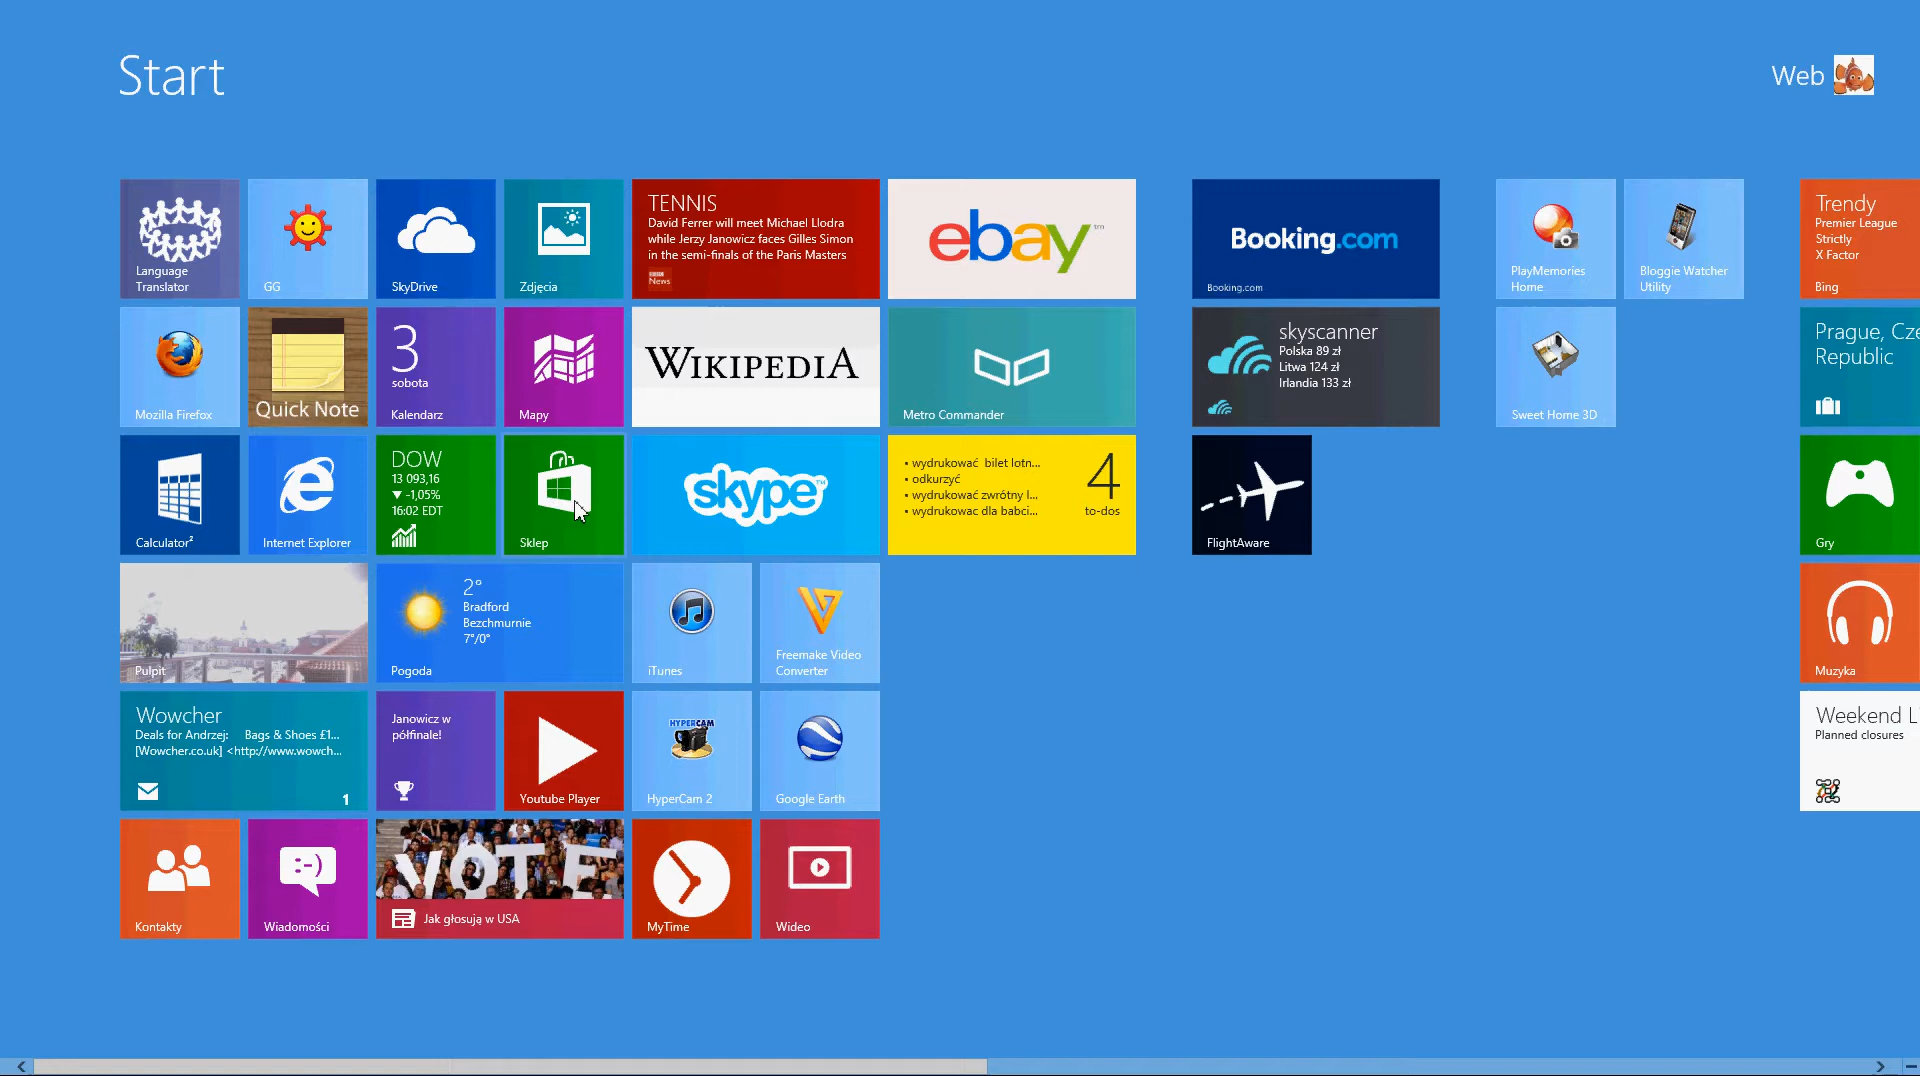 Start
Web
Language
Translator
GG
SkyDrive
Zdjęcia
TENNIS
David Ferrer will meet Michael Llodra
while Jerzy Janowicz faces Gilles Simon
in the semi-finals of the Paris Masters
News
ebay™
Booking.com
Booking.com
PlayMemories
Home
Bloggie Watcher
Utility
Trendy
Premier League
Strictly
X Factor
Bing
Mozilla Firefox
Quick Note
3
sobota
Kalendarz
Mapy
WIKIPEDIA
Metro Commander
skyscanner
Polska 89 zł
Litwa 124 zł
Irlandia 133 zł
Sweet Home 3D
Prague, Cze
Republic
Calculator²
Internet Explorer
DOW
13 093,16
▼ -1,05%
16:02 EDT
Sklep
skype™
• wydrukować bilet lotn...
• odkurzyć
• wydrukować zwrótny l...
• wydrukowac dla babci...
4
to-dos
FlightAware
Gry
Pulpit
2°
Bradford
Bezchmurnie
7°/0°
Pogoda
iTunes
Freemake Video
Converter
Muzyka
Wowcher
Deals for Andrzej: Bags & Shoes £1...
[Wowcher.co.uk] <http://www.wowch...
1
Janowicz w
półfinale!
Youtube Player
HYPERCAM
HyperCam 2
Google Earth
Weekend L
Planned closures
Kontakty
:-)
Wiadomości
VOTE
Jak głosują w USA
MyTime
Wideo